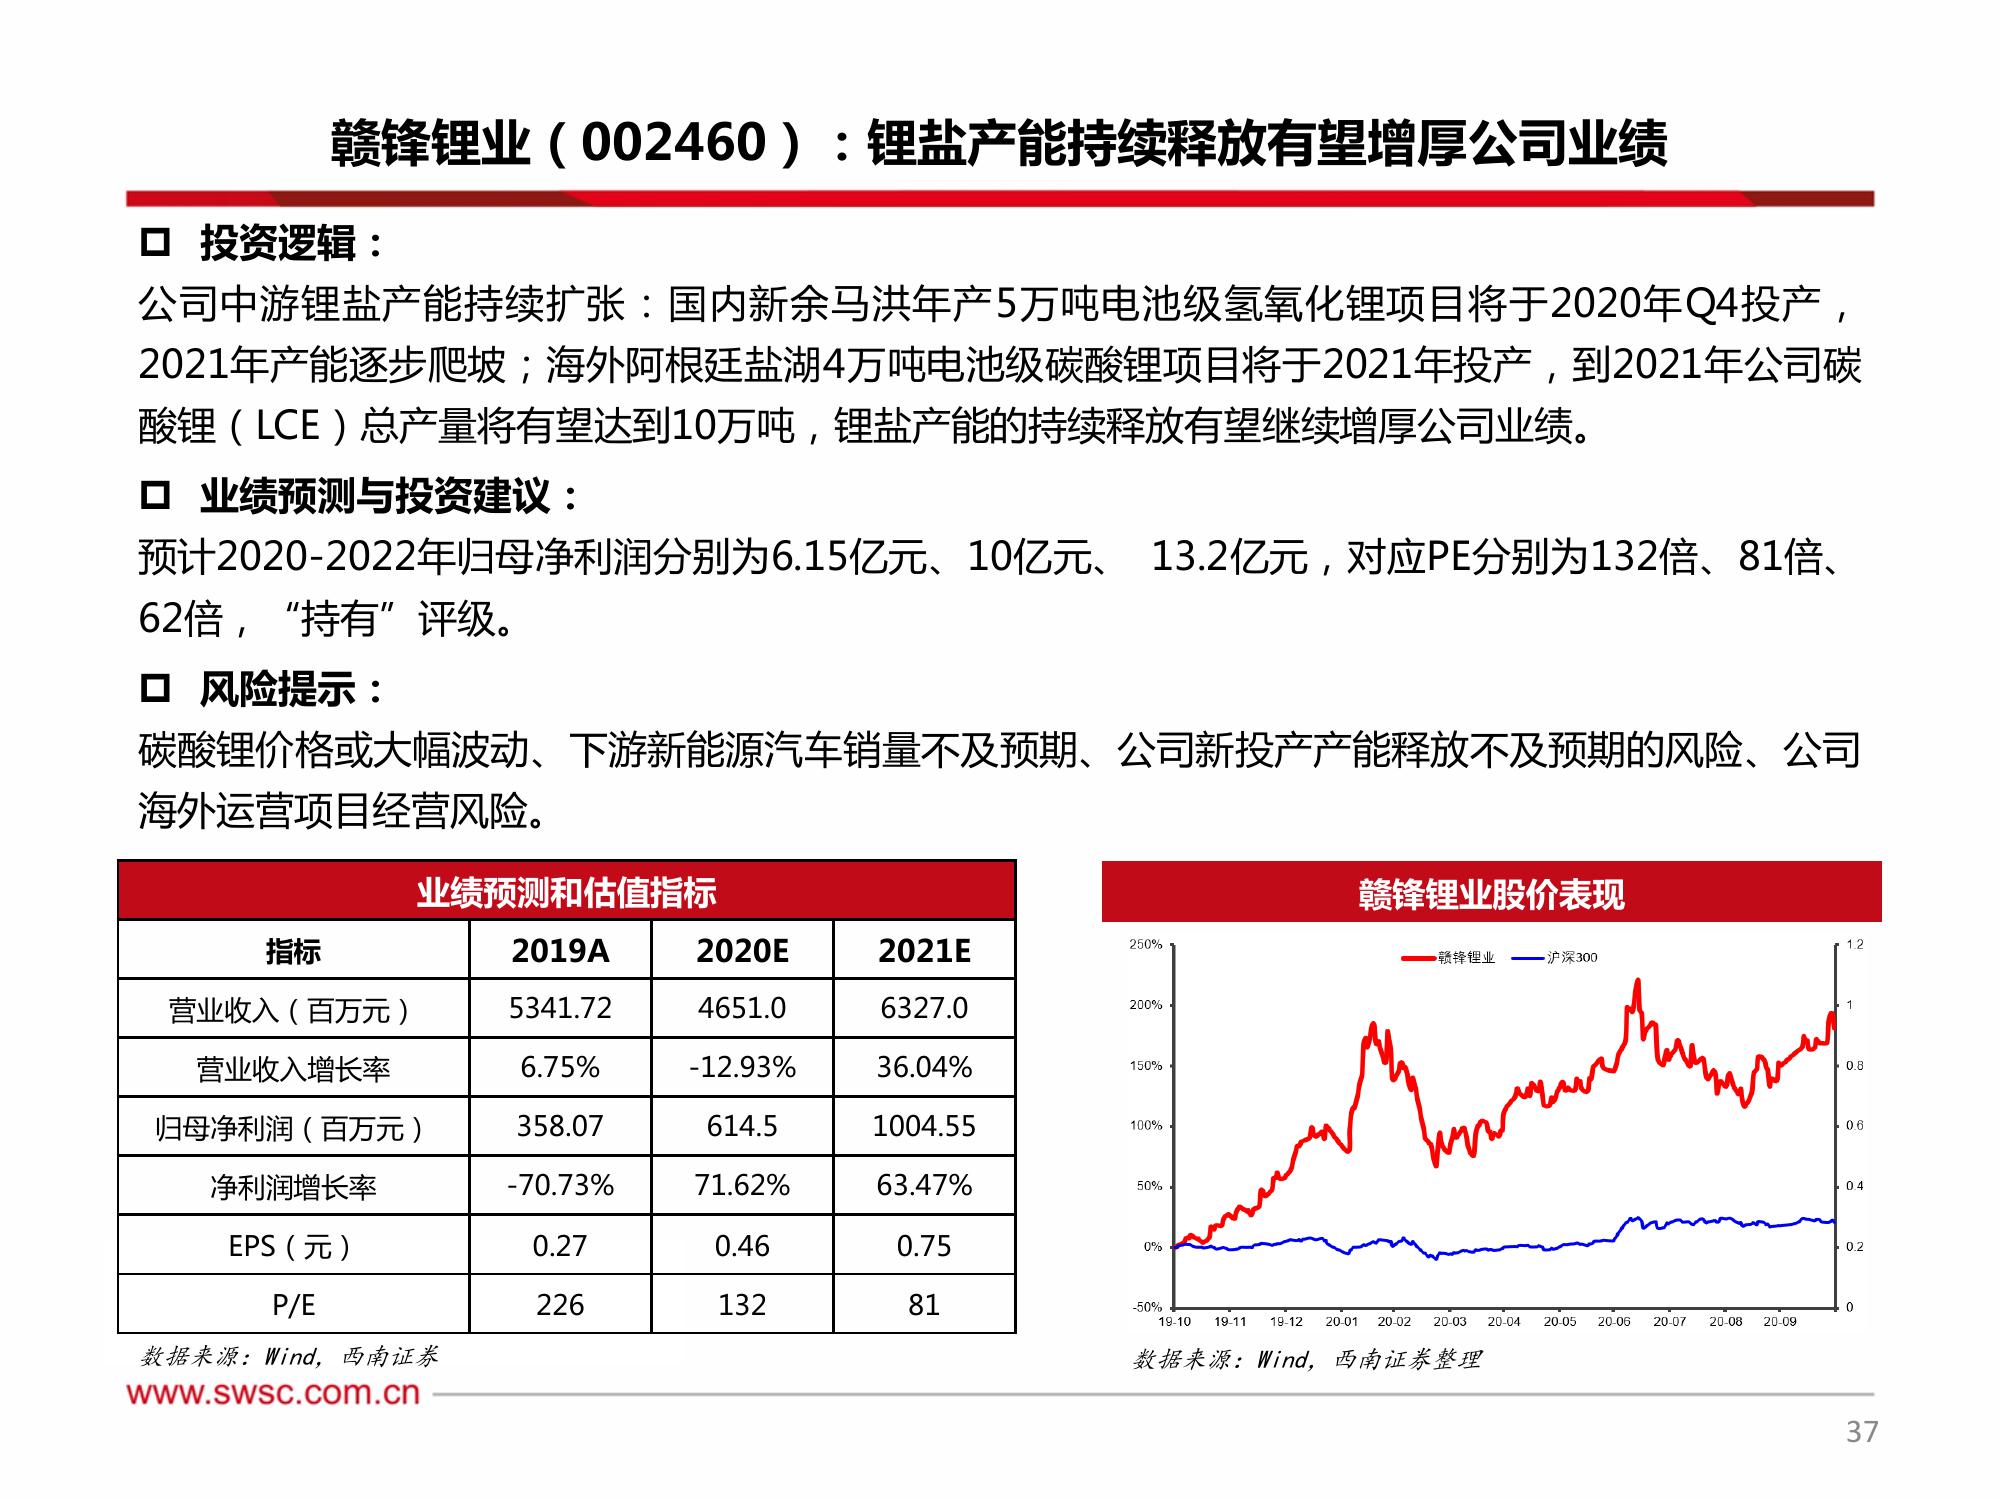 赣锋锂业（002460）：锂盐产能持续释放有望增厚公司业绩
投资逻辑：
公司中游锂盐产能持续扩张：国内新余马洪年产5万吨电池级氢氧化锂项目将于2020年Q4投产，
2021年产能逐步爬坡；海外阿根廷盐湖4万吨电池级碳酸锂项目将于2021年投产，到2021年公司碳
酸锂（LCE）总产量将有望达到10万吨，锂盐产能的持续释放有望继续增厚公司业绩。
业绩预测与投资建议：
预计2020-2022年归母净利润分别为6.15亿元、10亿元、 13.2亿元，对应PE分别为132倍、81倍、
62倍，“持有”评级。
风险提示：
碳酸锂价格或大幅波动、下游新能源汽车销量不及预期、公司新投产产能释放不及预期的风险、公司
海外运营项目经营风险。
业绩预测和估值指标
指标 2019A 2020E 2021E
营业收入（百万元） 5341.72 4651.0 6327.0
营业收入增长率 6.75% -12.93% 36.04%
归母净利润（百万元） 358.07 614.5 1004.55
净利润增长率 -70.73% 71.62% 63.47%
EPS（元） 0.27 0.46 0.75
P/E 226 132 81
数据来源：Wind，西南证券
赣锋锂业股价表现
赣锋锂业 沪深300
250% 1.2
200% 1
150% 0.8
100% 0.6
50% 0.4
0% 0.2
-50% 0
19-10 19-11 19-12 20-01 20-02 20-03 20-04 20-05 20-06 20-07 20-08 20-09
数据来源：Wind，西南证券整理
www.swsc.com.cn
37